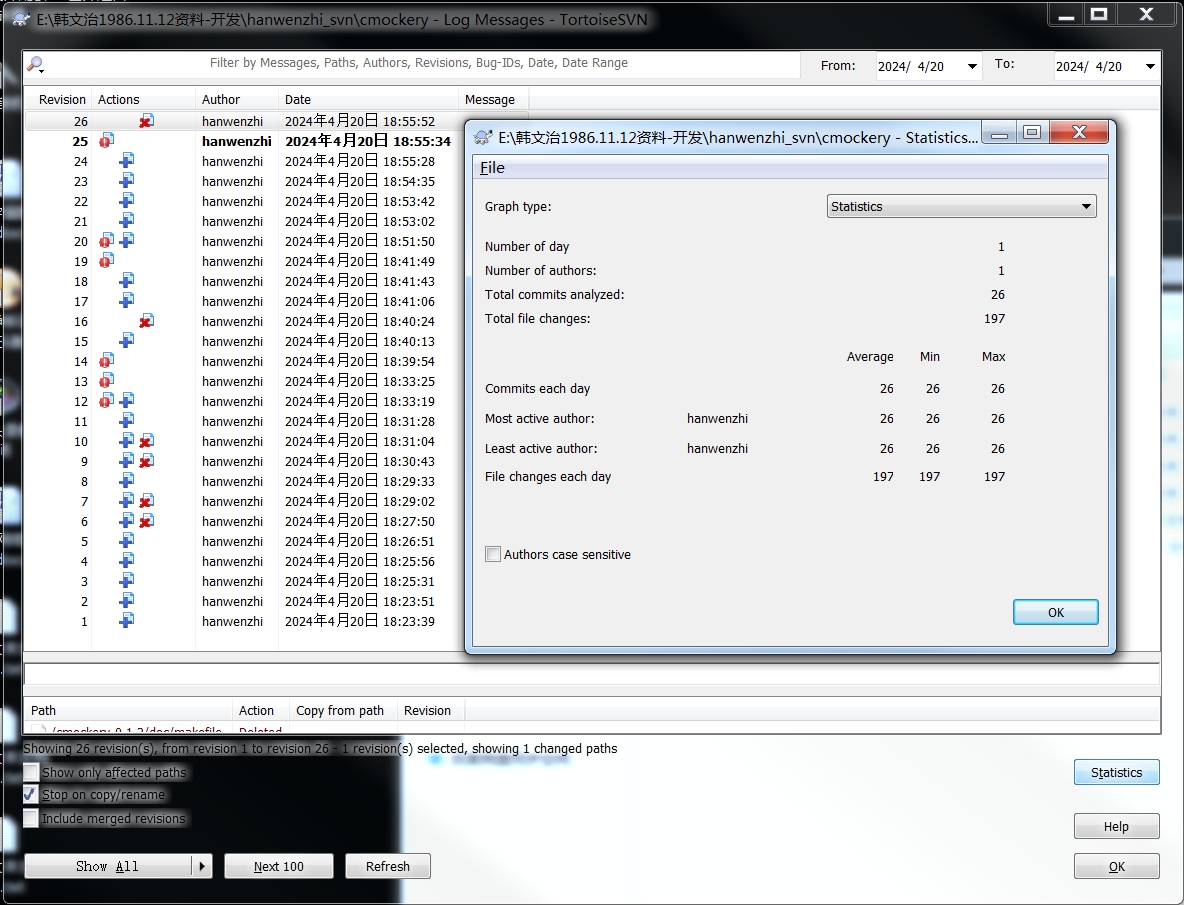 E:\韩文治1986.11.12资料-开发\hanwenzhi_svn\cmockery - Log Messages - TortoiseSVN
Filter by Messages, Paths, Authors, Revisions, Bug-IDs, Date, Date Range
From: 2024/ 4/20 To: 2024/ 4/20
Revision Actions Author Date Message
26 hanwenzhi 2024年4月20日 18:55:52
25 hanwenzhi 2024年4月20日 18:55:34
24 hanwenzhi 2024年4月20日 18:55:28
23 hanwenzhi 2024年4月20日 18:54:35
22 hanwenzhi 2024年4月20日 18:53:42
21 hanwenzhi 2024年4月20日 18:53:02
20 hanwenzhi 2024年4月20日 18:51:50
19 hanwenzhi 2024年4月20日 18:41:49
18 hanwenzhi 2024年4月20日 18:41:43
17 hanwenzhi 2024年4月20日 18:41:06
16 hanwenzhi 2024年4月20日 18:40:24
15 hanwenzhi 2024年4月20日 18:40:13
14 hanwenzhi 2024年4月20日 18:39:54
13 hanwenzhi 2024年4月20日 18:33:25
12 hanwenzhi 2024年4月20日 18:33:19
11 hanwenzhi 2024年4月20日 18:31:28
10 hanwenzhi 2024年4月20日 18:31:04
9 hanwenzhi 2024年4月20日 18:30:43
8 hanwenzhi 2024年4月20日 18:29:33
7 hanwenzhi 2024年4月20日 18:29:02
6 hanwenzhi 2024年4月20日 18:27:50
5 hanwenzhi 2024年4月20日 18:26:51
4 hanwenzhi 2024年4月20日 18:25:56
3 hanwenzhi 2024年4月20日 18:25:31
2 hanwenzhi 2024年4月20日 18:23:51
1 hanwenzhi 2024年4月20日 18:23:39
E:\韩文治1986.11.12资料-开发\hanwenzhi_svn\cmockery - Statistics...
File
Graph type: Statistics
Number of day 1
Number of authors: 1
Total commits analyzed: 26
Total file changes: 197
Average Min Max
Commits each day 26 26 26
Most active author: hanwenzhi 26 26 26
Least active author: hanwenzhi 26 26 26
File changes each day 197 197 197
Authors case sensitive
OK
Path Action Copy from path Revision
/cmockery-0.1.2/doc/makefile Deleted
Showing 26 revision(s), from revision 1 to revision 26 - 1 revision(s) selected, showing 1 changed paths
Show only affected paths
Stop on copy/rename
Include merged revisions
Statistics
Help
Show All Next 100 Refresh OK